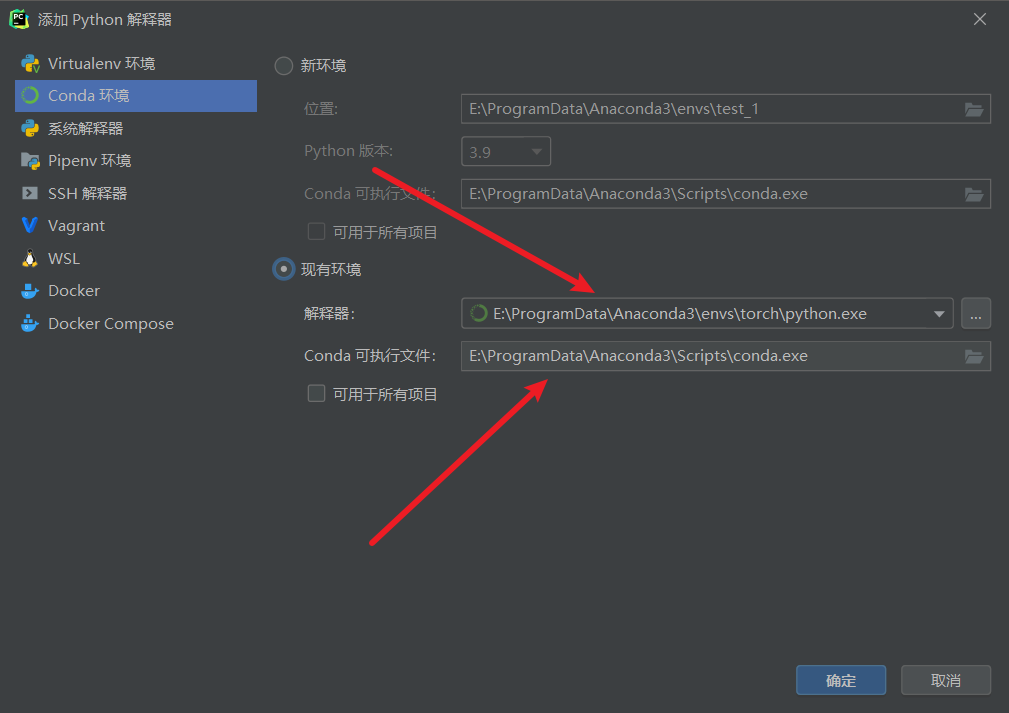 添加 Python 解释器
Virtualenv 环境
Conda 环境
系统解释器
Pipenv 环境
SSH 解释器
Vagrant
WSL
Docker
Docker Compose
新环境
位置: E:\ProgramData\Anaconda3\envs\test_1
Python 版本: 3.9
Conda 可执行文件: E:\ProgramData\Anaconda3\Scripts\conda.exe
可用于所有项目
现有环境
解释器: E:\ProgramData\Anaconda3\envs\torch\python.exe ...
Conda 可执行文件: E:\ProgramData\Anaconda3\Scripts\conda.exe
可用于所有项目
确定 取消